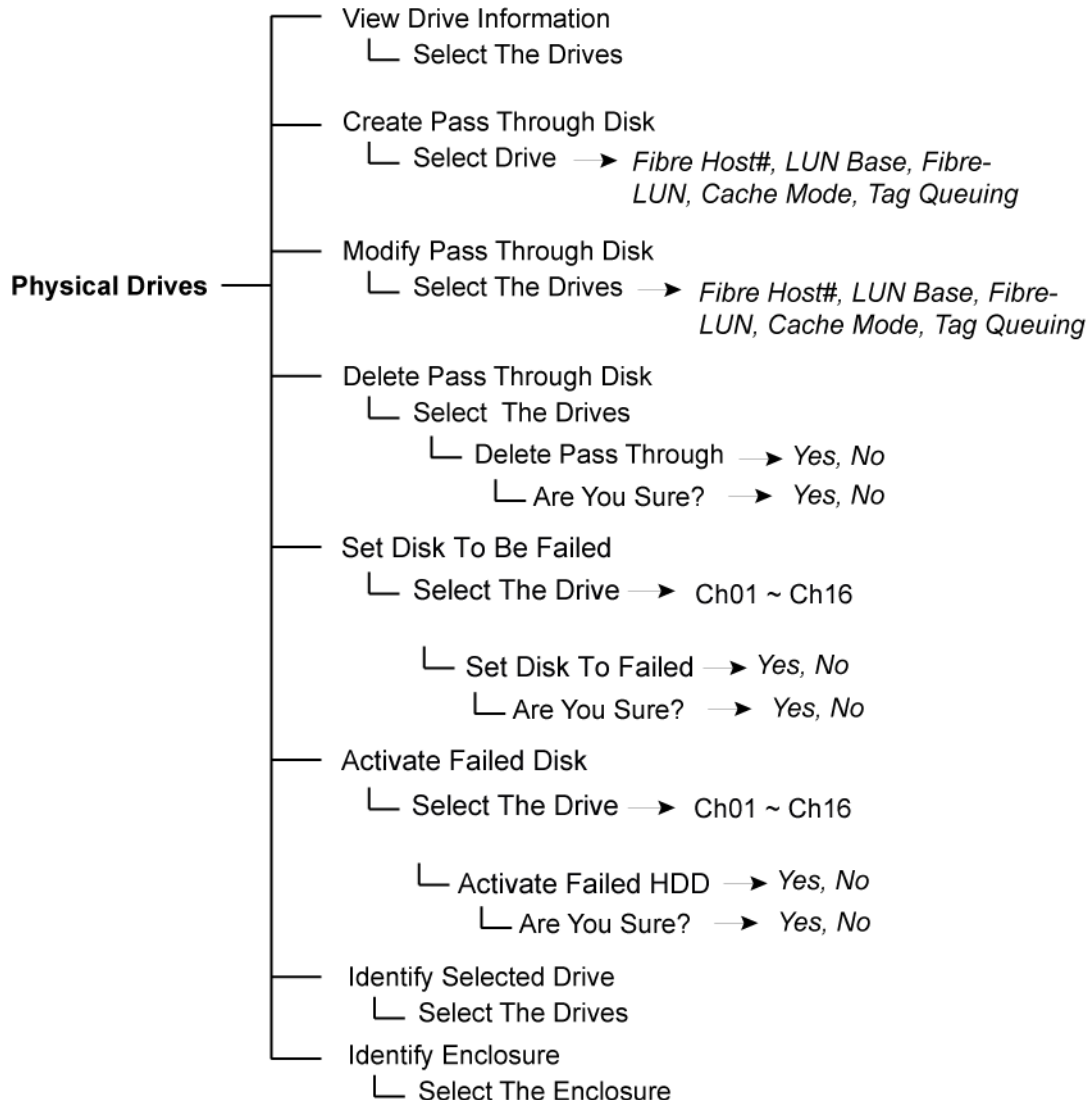 View Drive Information
Select The Drives
Create Pass Through Disk
Select Drive
Fibre Host#, LUN Base, Fibre-
LUN, Cache Mode, Tag Queuing
Modify Pass Through Disk
Physical Drives
Select The Drives
Fibre Host#, LUN Base, Fibre-
LUN, Cache Mode, Tag Queuing
Delete Pass Through Disk
Select The Drives
Delete Pass Through
Yes, No
Are You Sure?
Yes, No
Set Disk To Be Failed
Select The Drive
Ch01 ~ Ch16
Set Disk To Failed
Yes, No
Are You Sure?
Yes, No
Activate Failed Disk
Select The Drive
Ch01 ~ Ch16
Activate Failed HDD
Yes, No
Are You Sure?
Yes, No
Identify Selected Drive
Select The Drives
Identify Enclosure
Select The Enclosure